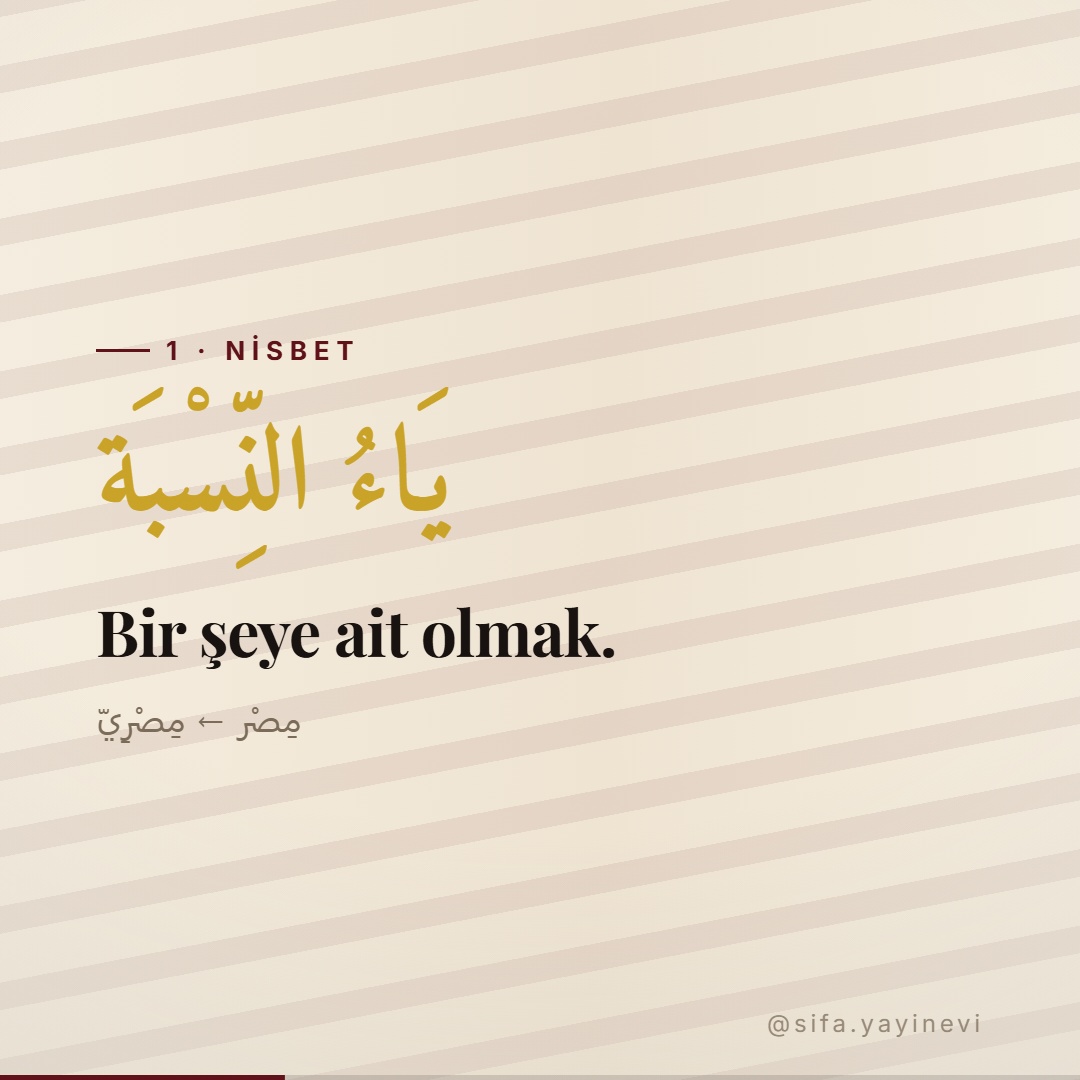 1 · NİSBET
يَاءُ النِّسْبَة
Bir şeye ait olmak.
مِصْر ← مِصْرِيّ
@sifa.yayinevi